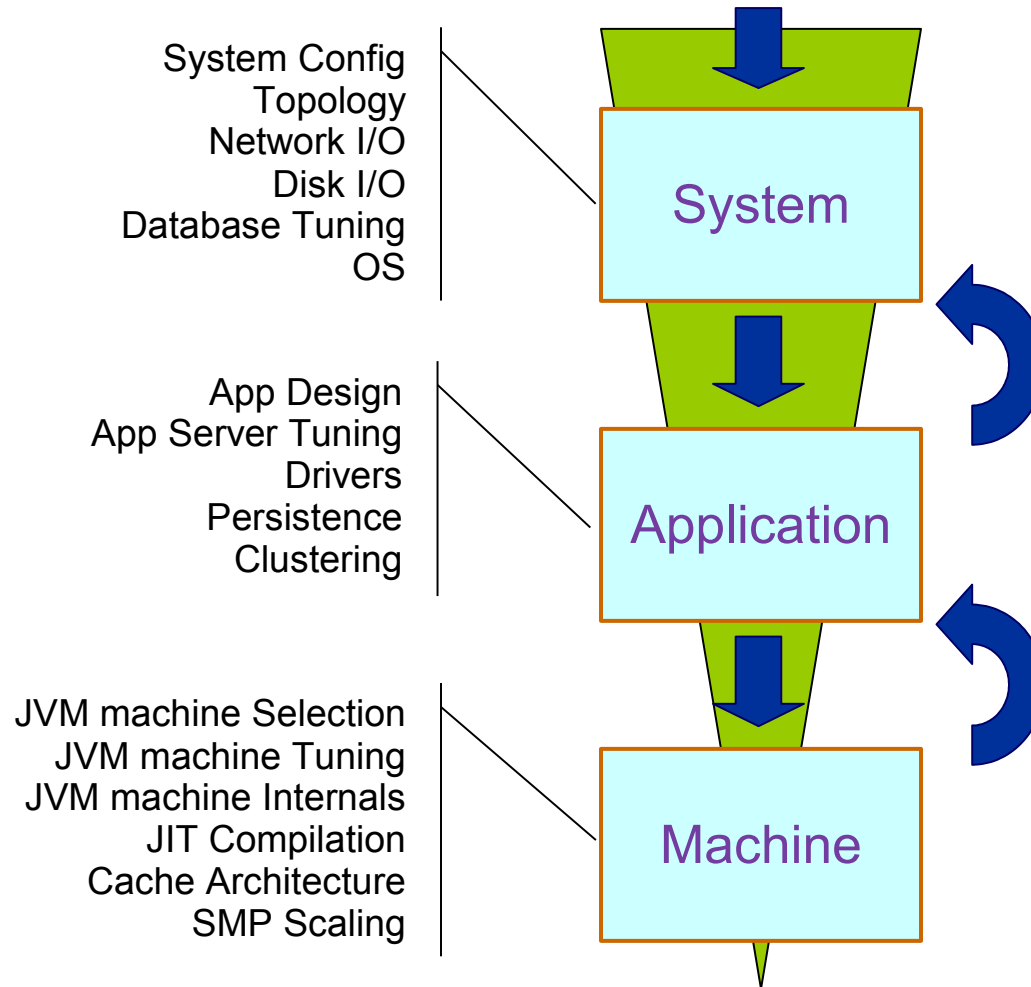 System Config
Topology
Network I/O
Disk I/O
Database Tuning
OS
System
App Design
App Server Tuning
Drivers
Persistence
Clustering
Application
JVM machine Selection
JVM machine Tuning
JVM machine Internals
JIT Compilation
Cache Architecture
SMP Scaling
Machine